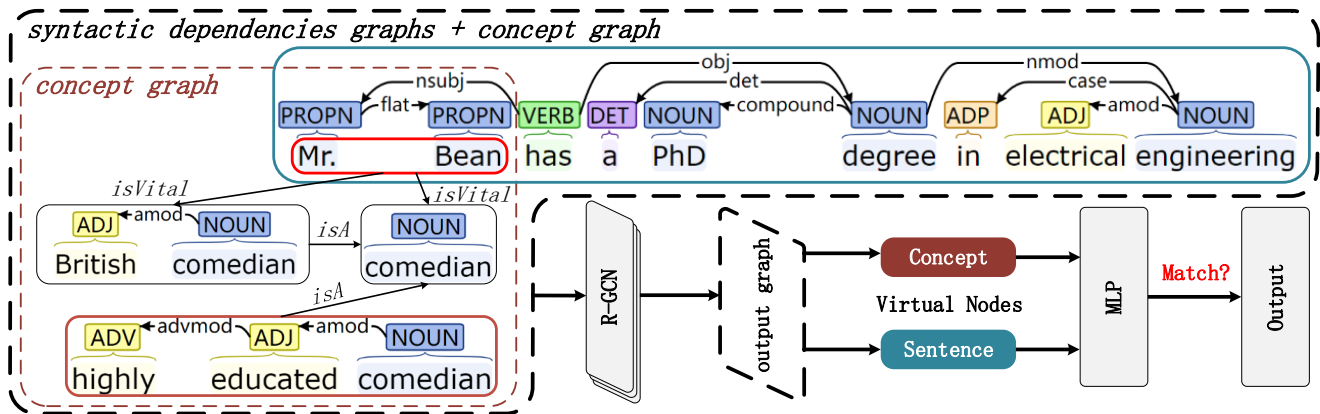 syntactic dependencies graphs + concept graph
concept graph
nsubj obj det nmod case
flat compound amod
PROPN PROPN VERB DET NOUN NOUN ADP ADJ NOUN
Mr. Bean has a PhD degree in electrical engineering
isVital isVital
amod
ADJ NOUN isA NOUN
British comedian comedian
isA
advmod amod
ADV ADJ NOUN
highly educated comedian
R-GCN
output graph
Concept
Virtual Nodes
Sentence
MLP
Match?
Output